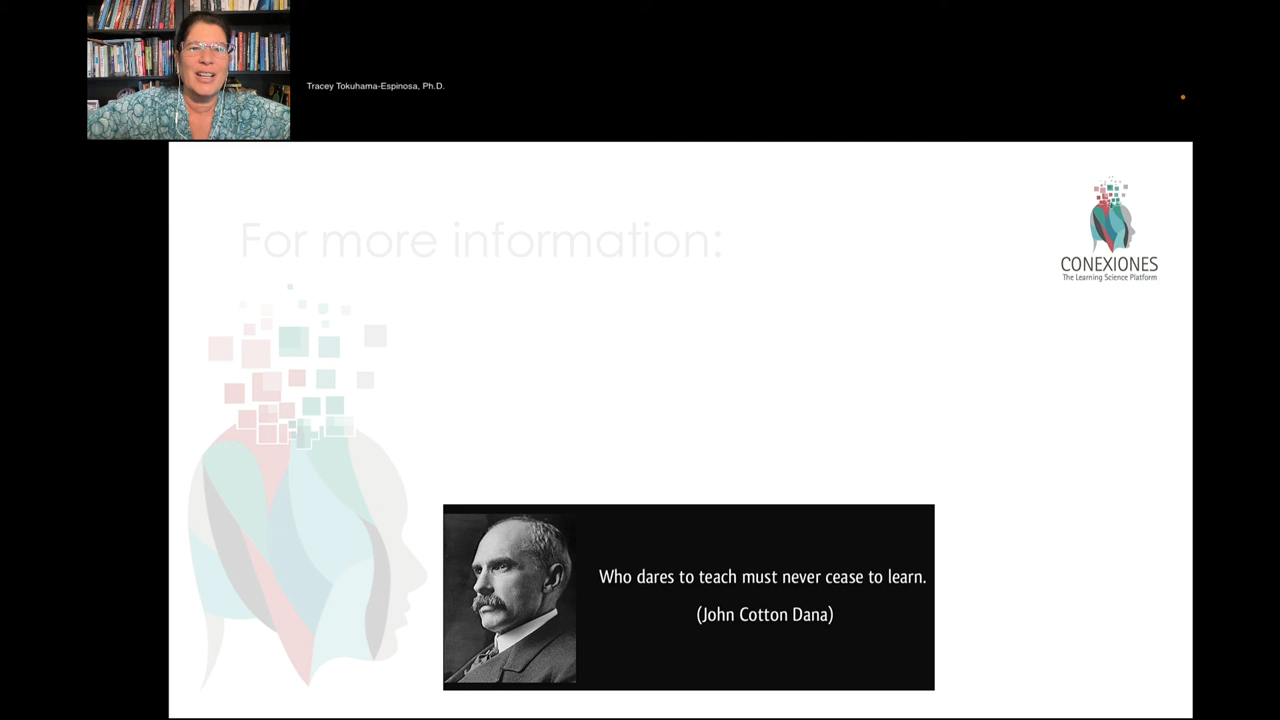 Tracey Tokuhama-Espinosa, Ph.D.
For more information:
CONEXIONES
The Learning Science Platform
Who dares to teach must never cease to learn.
(John Cotton Dana)